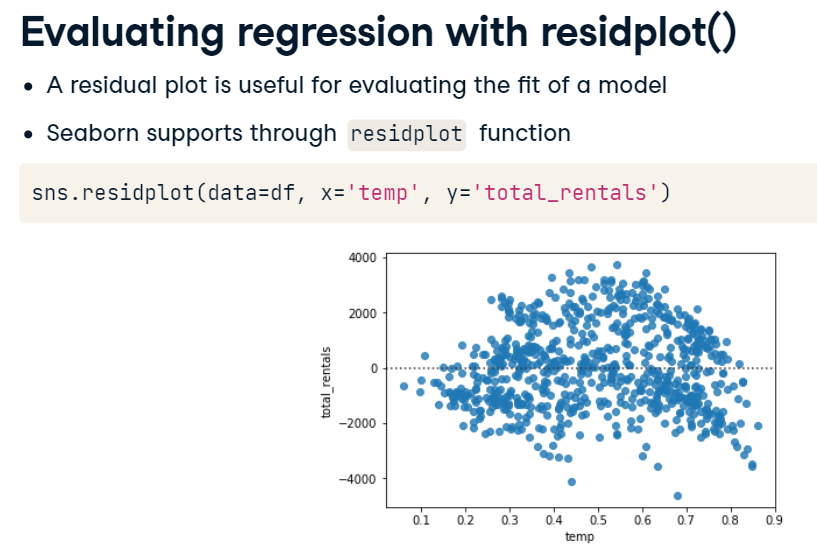 Evaluating regression with residplot()
• A residual plot is useful for evaluating the fit of a model
• Seaborn supports through residplot function
sns.residplot(data=df, x='temp', y='total_rentals')
4000
2000
0
−2000
−4000
total_rentals
0.1 0.2 0.3 0.4 0.5 0.6 0.7 0.8 0.9
temp